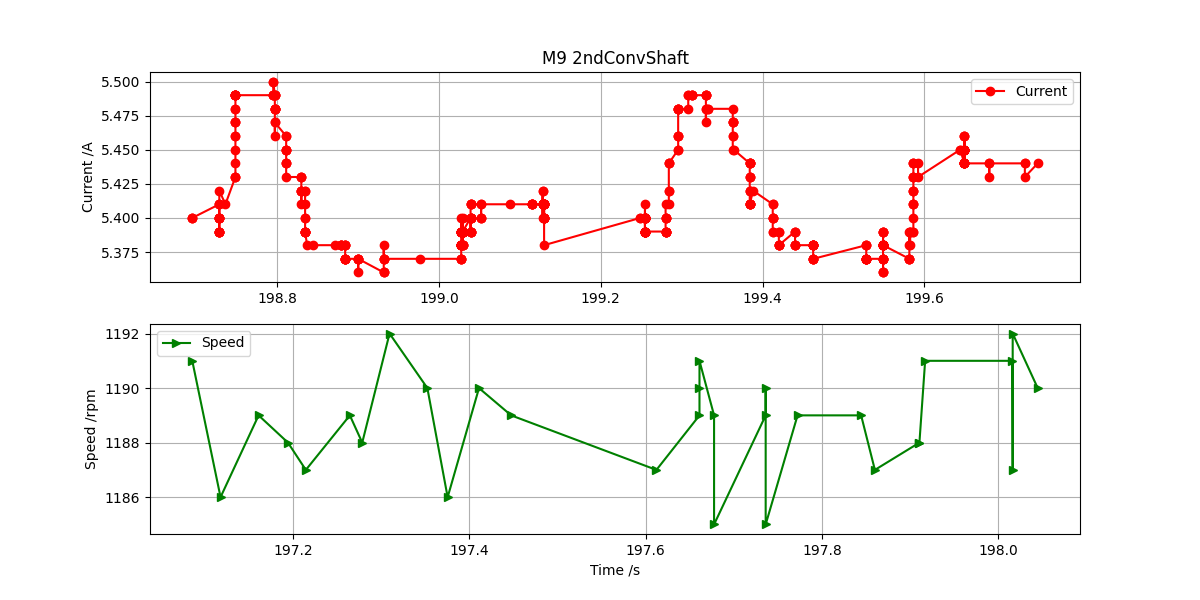 M9 2ndConvShaft
5.500
5.475
5.450
5.425
5.400
5.375
Current /A
Current
198.8 199.0 199.2 199.4 199.6
1192
1190
1188
1186
Speed /rpm
Speed
197.2 197.4 197.6 197.8 198.0
Time /s